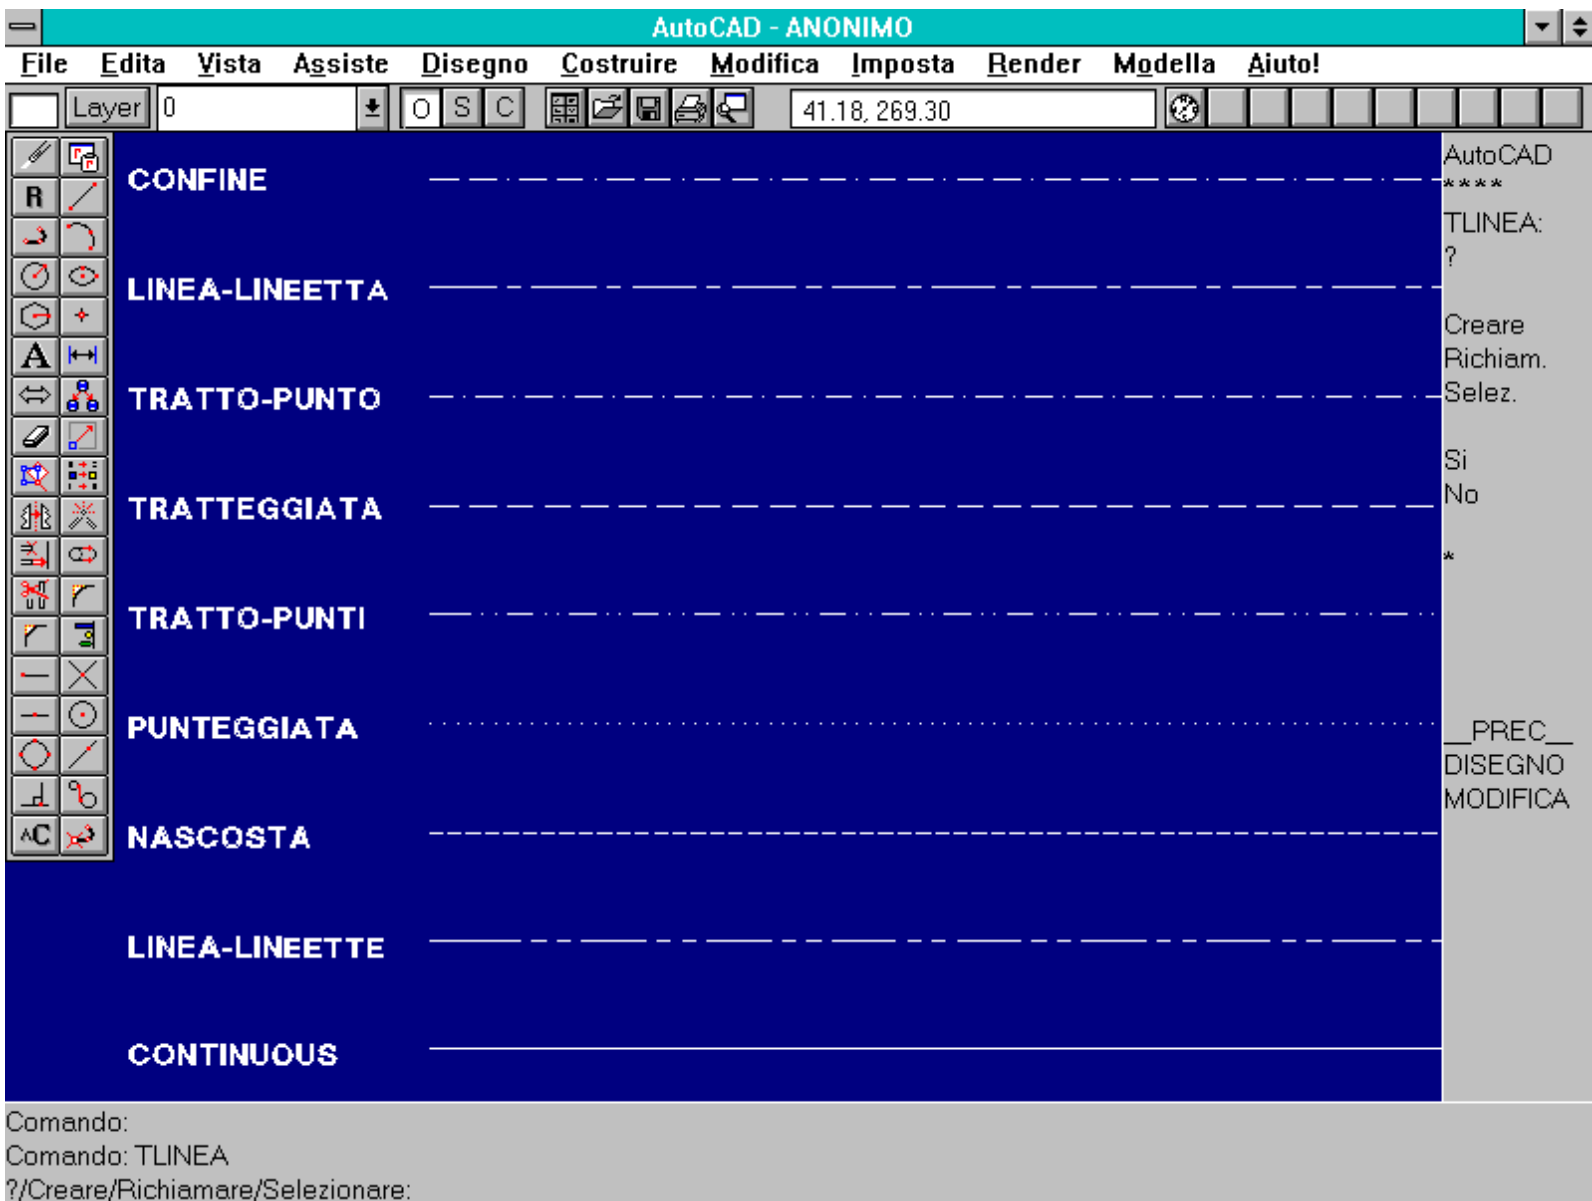 AutoCAD - ANONIMO
File Edita Vista Assiste Disegno Costruire Modifica Imposta Render Modella Aiuto!
Layer 0 O S C 41.18, 269.30
AutoCAD
****
TLINEA:
?
Creare
Richiam.
Selez.
Si
No
*
__PREC__
DISEGNO
MODIFICA
R
A
^C
CONFINE
LINEA-LINEETTA
TRATTO-PUNTO
TRATTEGGIATA
TRATTO-PUNTI
PUNTEGGIATA
NASCOSTA
LINEA-LINEETTE
CONTINUOUS
Comando:
Comando: TLINEA
?/Creare/Richiamare/Selezionare: